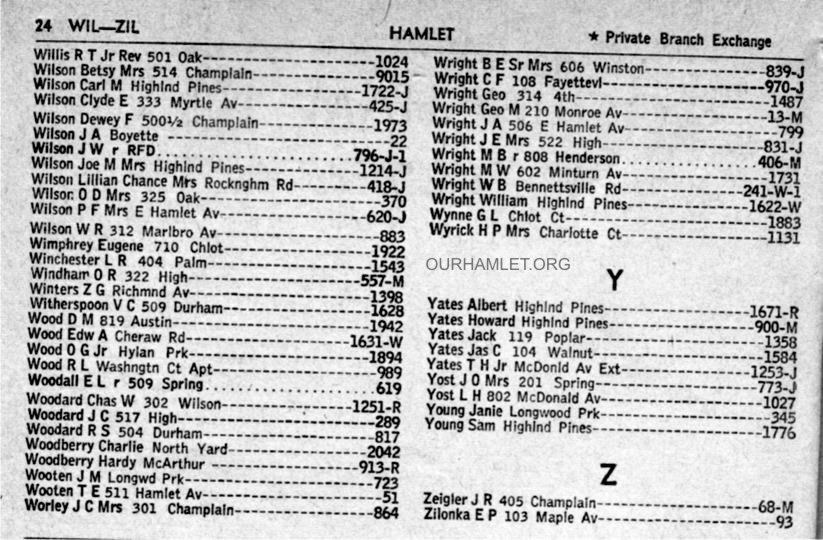 24 WIL—ZIL
HAMLET
★ Private Branch Exchange
Willis R T Jr Rev 501 Oak----1024
Wilson Betsy Mrs 514 Champlain----9015
Wilson Carl M Highlnd Pines----1722-J
Wilson Clyde E 333 Myrtle Av----425-J
Wilson Dewey F 500½ Champlain----1973
Wilson J A Boyette ----22
Wilson J W r RFD....796-J-1
Wilson Joe M Mrs Highlnd Pines----1214-J
Wilson Lillian Chance Mrs Rocknghm Rd----418-J
Wilson O D Mrs 325 Oak----370
Wilson P F Mrs E Hamlet Av----620-J
Wilson W R 312 Marlbro Av----883
Wimphrey Eugene 710 Chlot----1922
Winchester L R 404 Palm----1543
Windham O R 322 High----557-M
Winters Z G Richmnd Av----1398
Witherspoon V C 509 Durham----1628
Wood D M 819 Austin----1942
Wood Edw A Cheraw Rd----1631-W
Wood O G Jr Hylan Prk----1894
Wood R L Washngtn Ct Apt----989
Woodall E L r 509 Spring....619
Woodard Chas W 302 Wilson----1251-R
Woodard J C 517 High----289
Woodard R S 504 Durham----817
Woodberry Charlie North Yard----2042
Woodberry Hardy McArthur ----913-R
Wooten J M Longwd Prk----723
Wooten T E 511 Hamlet Av----51
Worley J C Mrs 301 Champlain----864
Wright B E Sr Mrs 606 Winston----839-J
Wright C F 108 Fayettevl----970-J
Wright Geo 314 4th----1487
Wright Geo M 210 Monroe Av----13-M
Wright J A 506 E Hamlet Av----799
Wright J E Mrs 522 High----831-J
Wright M B r 808 Henderson....406-M
Wright M W 602 Minturn Av----1731
Wright W B Bennettsville Rd----241-W-1
Wright William Highlnd Pines----1622-W
Wynne G L Chlot Ct----1883
Wyrick H P Mrs Charlotte Ct----1131
OURHAMLET.ORG
Y
Yates Albert Highlnd Pines----1671-R
Yates Howard Highlnd Pines----900-M
Yates Jack 119 Poplar----1358
Yates Jas C 104 Walnut----1584
Yates T H Jr McDonld Av Ext----1253-J
Yost J O Mrs 201 Spring----773-J
Yost L H 802 McDonald Av----1027
Young Janie Longwood Prk----345
Young Sam Highlnd Pines----1776
Z
Zeigler J R 405 Champlain----68-M
Zilonka E P 103 Maple Av----93